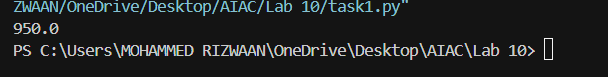 ZWAAN/OneDrive/Desktop/AIAC/Lab 10/task1.py"
950.0
PS C:\Users\MOHAMMED RIZWAAN\OneDrive\Desktop\AIAC\Lab 10>